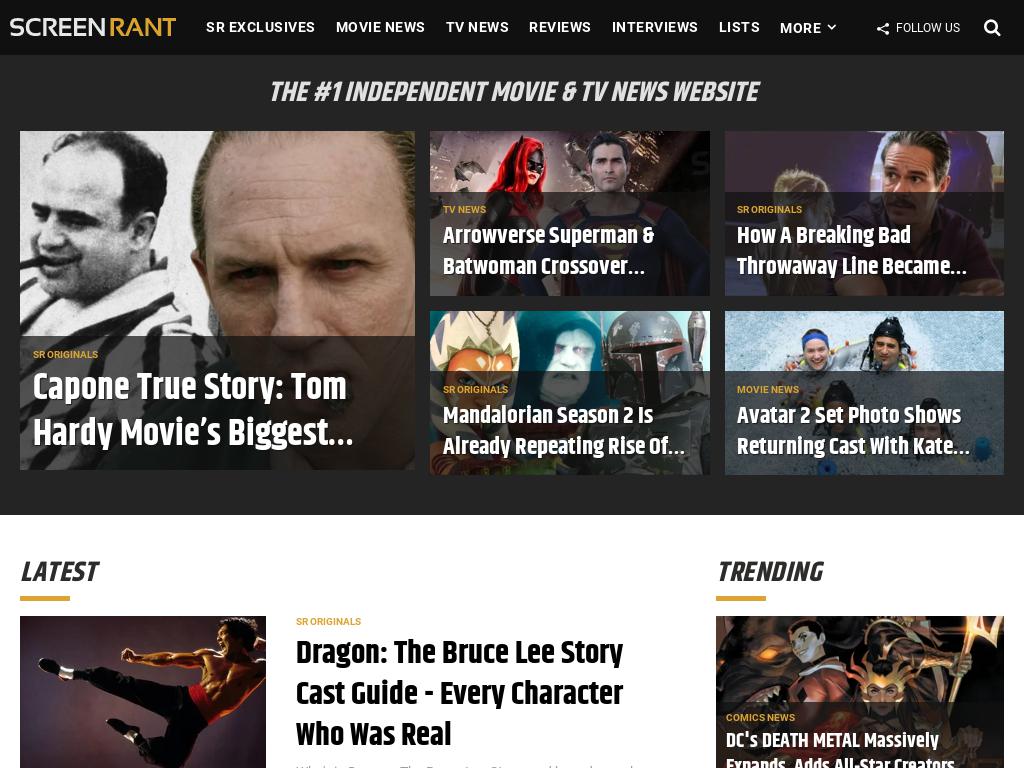 SCREENRANT
SR EXCLUSIVES
MOVIE NEWS
TV NEWS
REVIEWS
INTERVIEWS
LISTS
MORE
FOLLOW US
THE #1 INDEPENDENT MOVIE & TV NEWS WEBSITE
SR ORIGINALS
Capone True Story: Tom
Hardy Movie’s Biggest...
TV NEWS
Arrowverse Superman &
Batwoman Crossover...
SR ORIGINALS
How A Breaking Bad
Throwaway Line Became...
SR ORIGINALS
Mandalorian Season 2 Is
Already Repeating Rise Of...
MOVIE NEWS
Avatar 2 Set Photo Shows
Returning Cast With Kate...
LATEST
SR ORIGINALS
Dragon: The Bruce Lee Story
Cast Guide - Every Character
Who Was Real
TRENDING
COMICS NEWS
DC's DEATH METAL Massively
Expands, Adds All-Star Creators